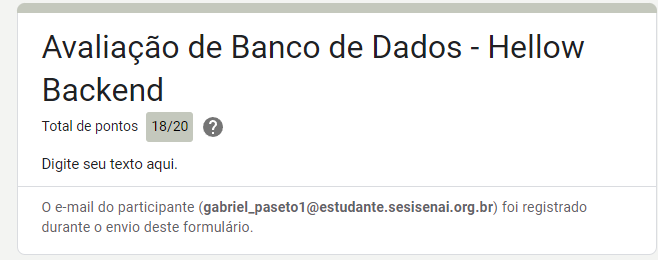 Avaliação de Banco de Dados - Hellow
Backend
Total de pontos 18/20 ?
Digite seu texto aqui.
O e-mail do participante (gabriel_paseto1@estudante.sesisenai.org.br) foi registrado
durante o envio deste formulário.